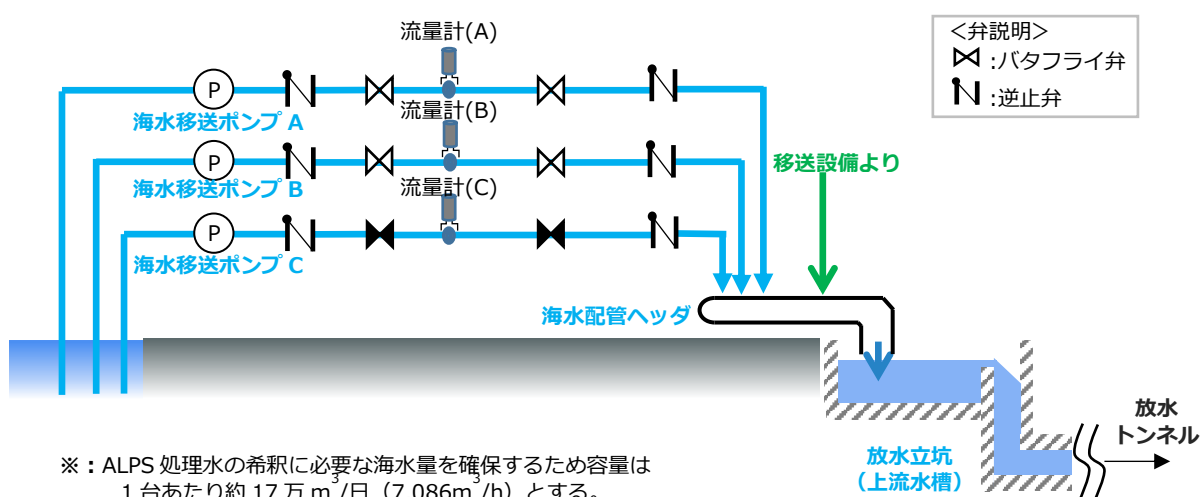 流量計(A)
P
海水移送ポンプ A
流量計(B)
P
海水移送ポンプ B
流量計(C)
P
海水移送ポンプ C
<弁説明>
:バタフライ弁
:逆止弁
移送設備より
海水配管ヘッダ
放水
トンネル
放水立坑
(上流水槽)
※:ALPS 処理水の希釈に必要な海水量を確保するため容量は
1 台あたり約 17 万 m³/日(7,086m³/h)とする。